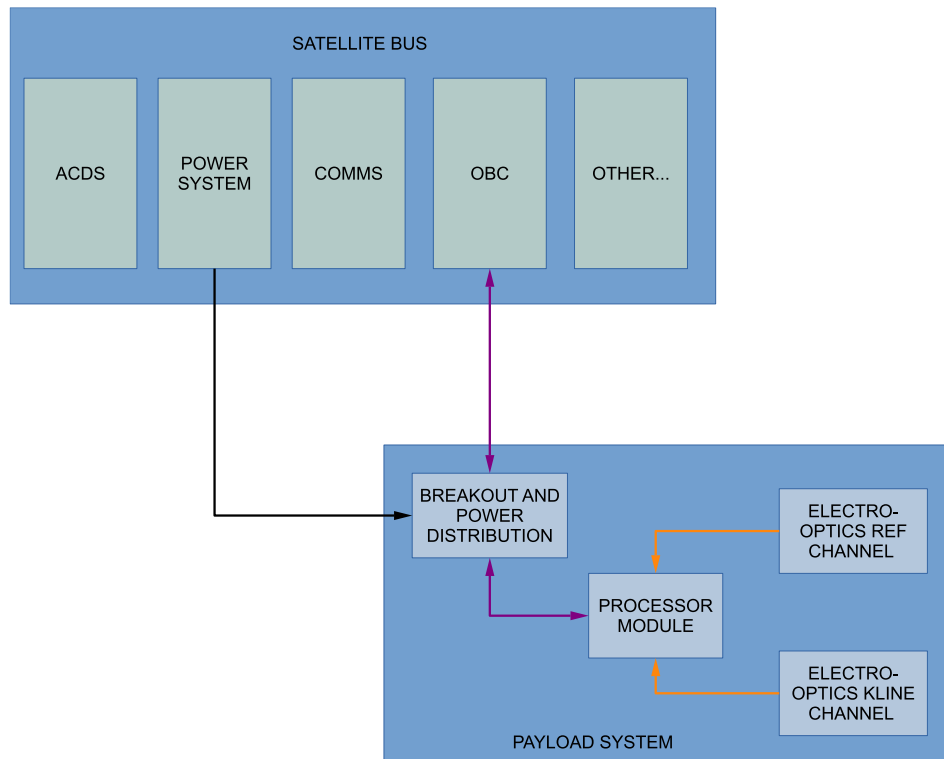 SATELLITE BUS
ACDS
POWER
SYSTEM
COMMS
OBC
OTHER...
BREAKOUT AND
POWER
DISTRIBUTION
ELECTRO-
OPTICS REF
CHANNEL
PROCESSOR
MODULE
ELECTRO-
OPTICS KLINE
CHANNEL
PAYLOAD SYSTEM